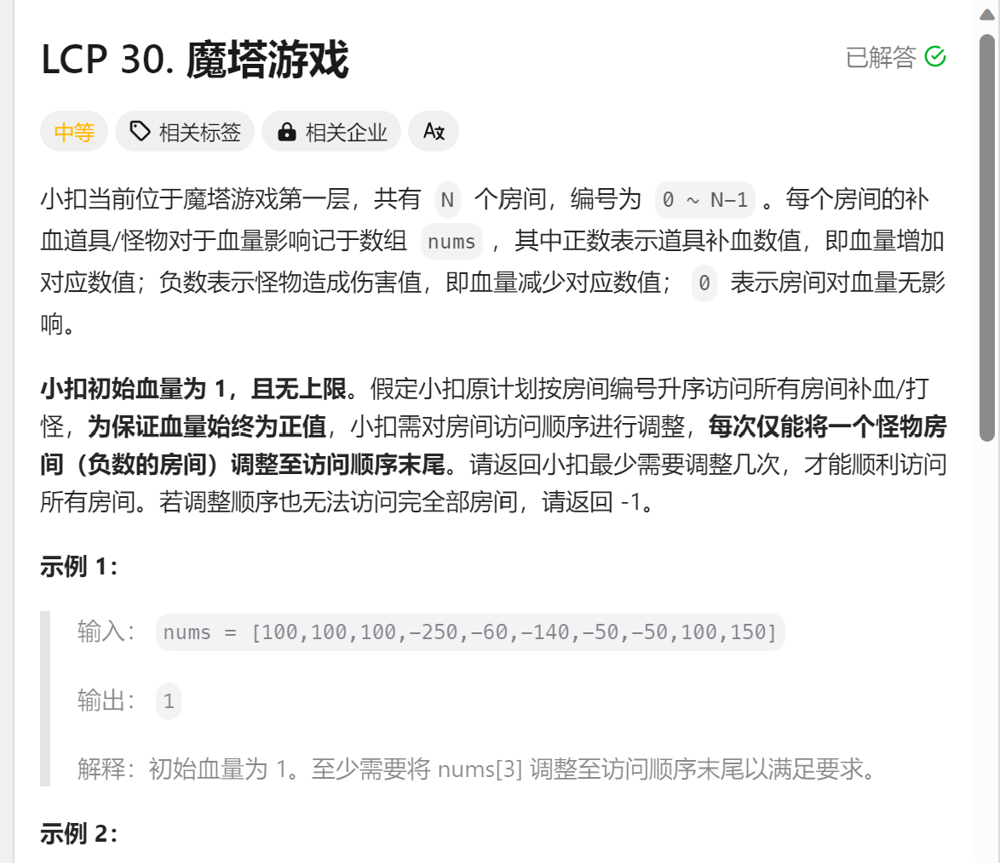 LCP 30. 魔塔游戏
已解答
中等 相关标签 相关企业
小扣当前位于魔塔游戏第一层，共有 N 个房间，编号为 0 ~ N-1 。每个房间的补
血道具/怪物对于血量影响记于数组 nums ，其中正数表示道具补血数值，即血量增加
对应数值；负数表示怪物造成伤害值，即血量减少对应数值； 0 表示房间对血量无影
响。
小扣初始血量为 1，且无上限。假定小扣原计划按房间编号升序访问所有房间补血/打
怪，为保证血量始终为正值，小扣需对房间访问顺序进行调整，每次仅能将一个怪物房
间（负数的房间）调整至访问顺序末尾。请返回小扣最少需要调整几次，才能顺利访问
所有房间。若调整顺序也无法访问完全部房间，请返回 -1。
示例 1：
输入： nums = [100,100,100,-250,-60,-140,-50,-50,100,150]
输出： 1
解释：初始血量为 1。至少需要将 nums[3] 调整至访问顺序末尾以满足要求。
示例 2：